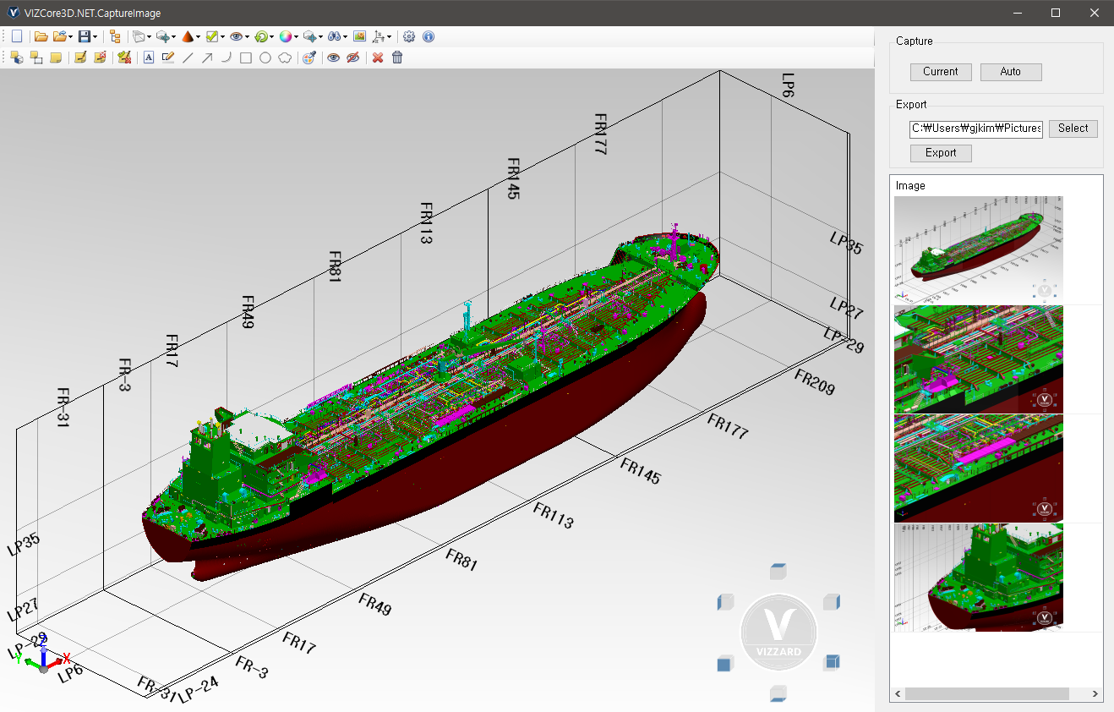 VIZCore3D.NET.CaptureImage
Capture
Current
Auto
Export
C:₩Users₩gjkim₩Pictures
Select
Export
Image
LP6
FR177
FR145
FR113
FR81
FR49
FR17
FR-3
FR-31
LP35
LP27
LP-29
FR209
FR177
FR145
FR113
FR81
FR49
FR17
FR-3
FR-31
LP-24
LP35
LP27
LP-29
LP6
Z
Y
X
VIZZARD